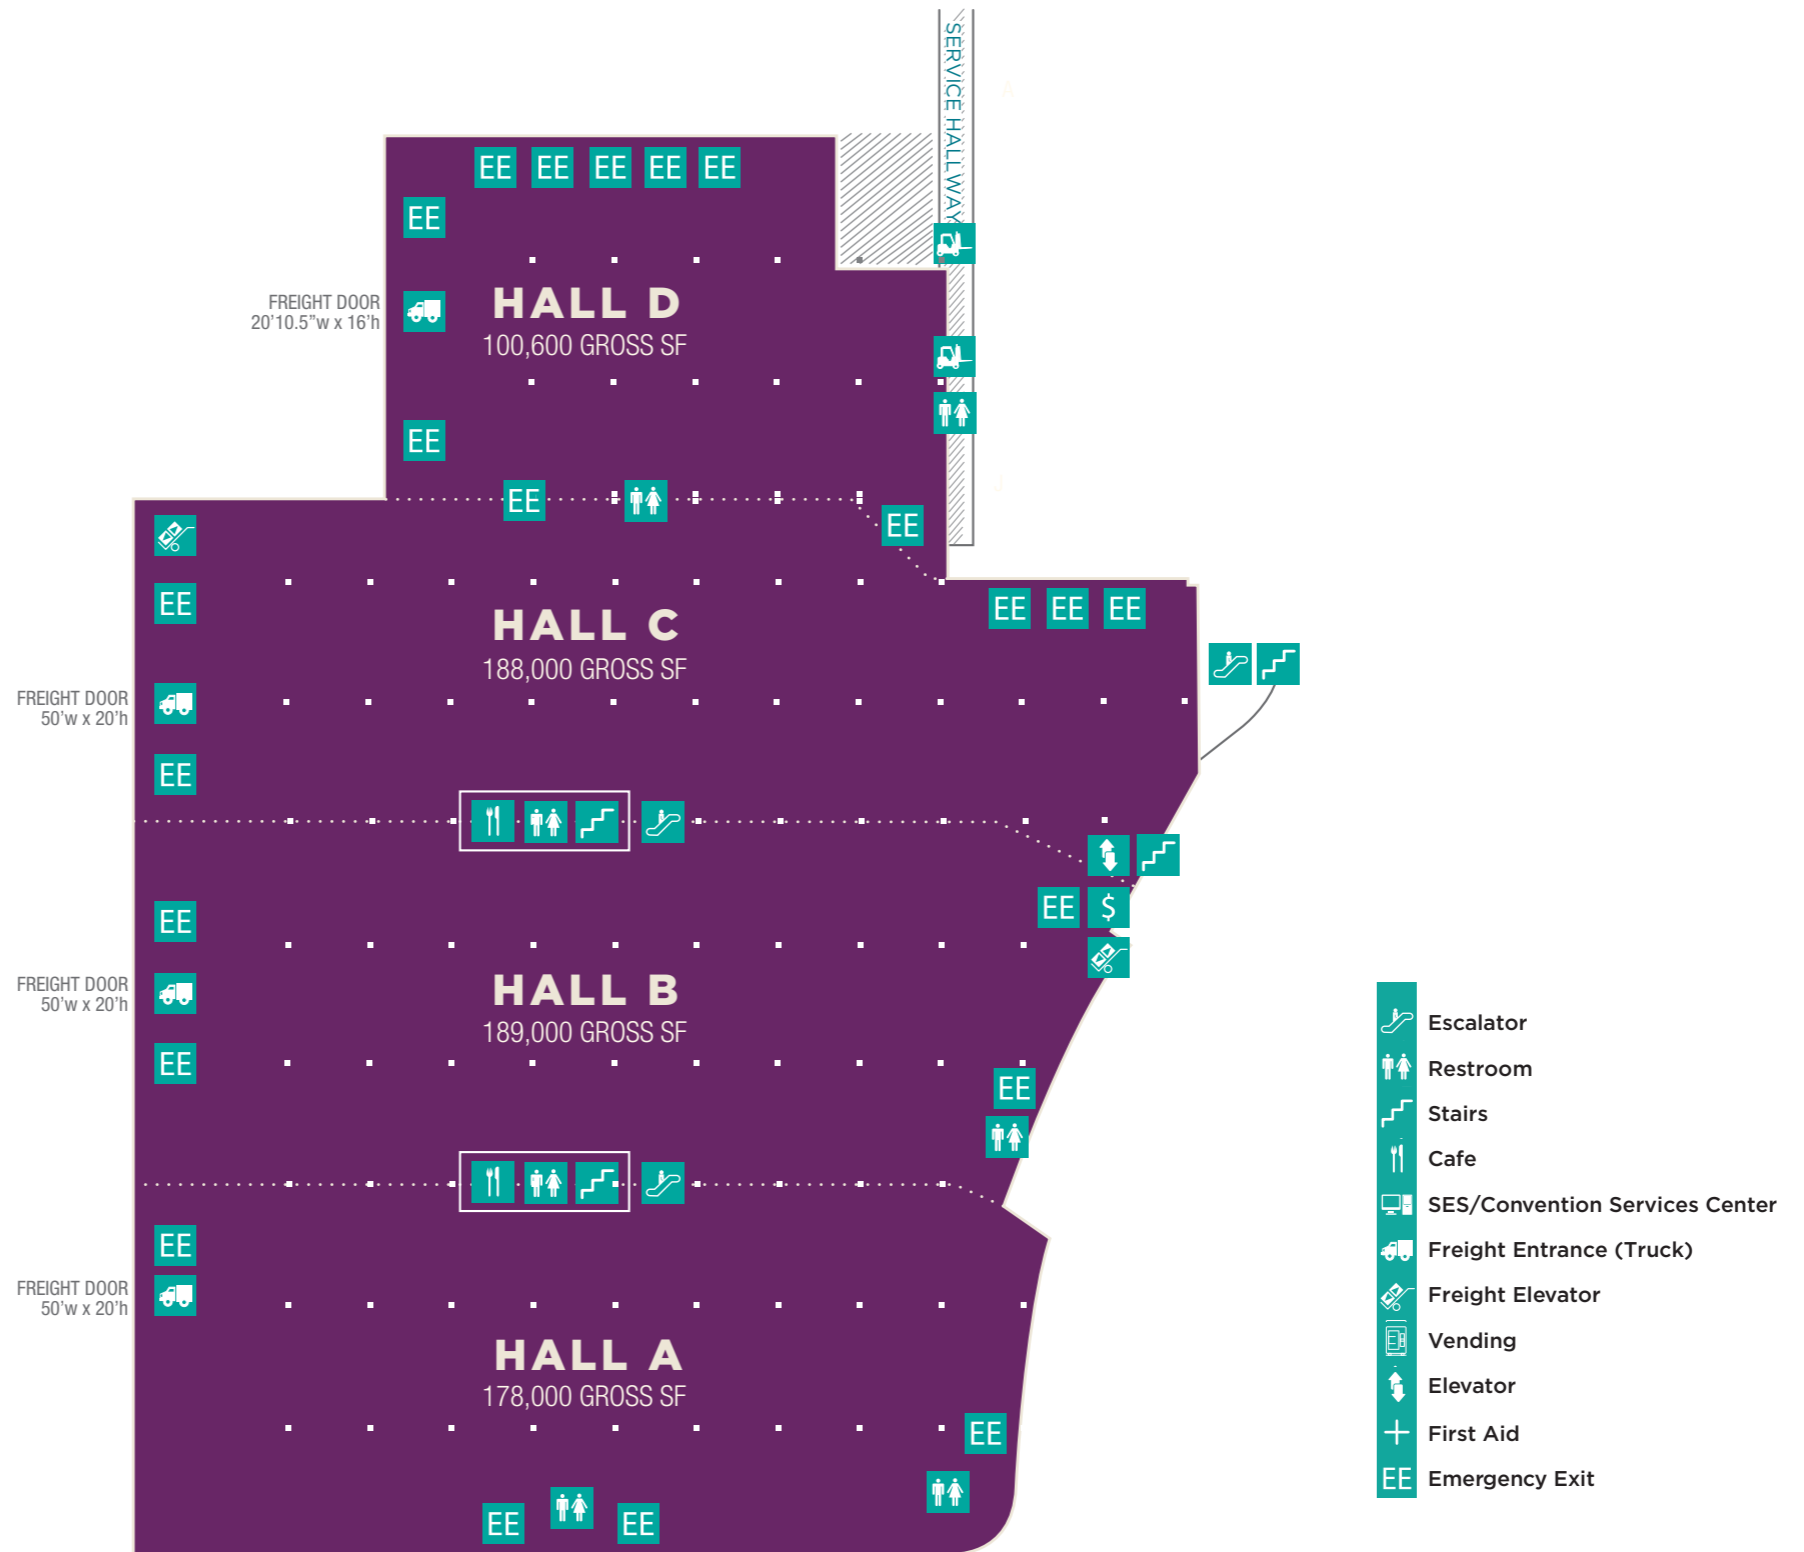 SERVICE HALLWAY
EE EE EE EE EE
EE
FREIGHT DOOR
20'10.5"w x 16'h
HALL D
100,600 GROSS SF
EE
EE
EE
EE
EE EE EE
HALL C
188,000 GROSS SF
FREIGHT DOOR
50'w x 20'h
EE
EE $
EE
HALL B
189,000 GROSS SF
FREIGHT DOOR
50'w x 20'h
EE
EE
EE
FREIGHT DOOR
50'w x 20'h
HALL A
178,000 GROSS SF
EE
EE EE
Escalator
Restroom
Stairs
Cafe
SES/Convention Services Center
Freight Entrance (Truck)
Freight Elevator
Vending
Elevator
First Aid
EE Emergency Exit